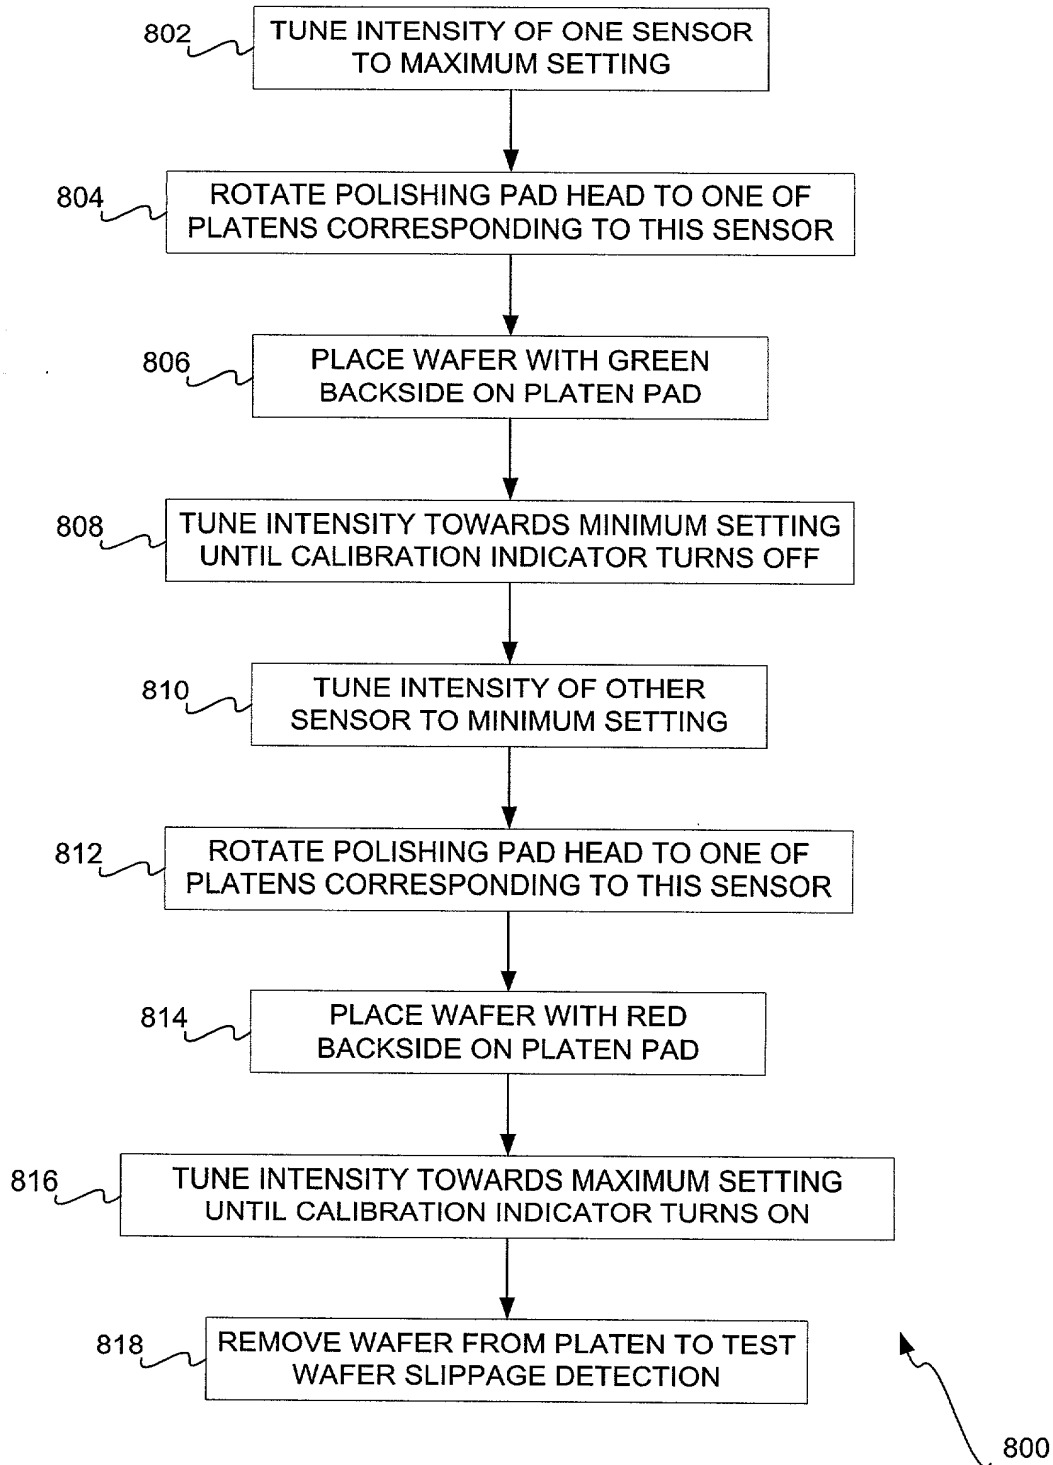 802
TUNE INTENSITY OF ONE SENSOR
TO MAXIMUM SETTING
804
ROTATE POLISHING PAD HEAD TO ONE OF
PLATENS CORRESPONDING TO THIS SENSOR
806
PLACE WAFER WITH GREEN
BACKSIDE ON PLATEN PAD
808
TUNE INTENSITY TOWARDS MINIMUM SETTING
UNTIL CALIBRATION INDICATOR TURNS OFF
810
TUNE INTENSITY OF OTHER
SENSOR TO MINIMUM SETTING
812
ROTATE POLISHING PAD HEAD TO ONE OF
PLATENS CORRESPONDING TO THIS SENSOR
814
PLACE WAFER WITH RED
BACKSIDE ON PLATEN PAD
816
TUNE INTENSITY TOWARDS MAXIMUM SETTING
UNTIL CALIBRATION INDICATOR TURNS ON
818
REMOVE WAFER FROM PLATEN TO TEST
WAFER SLIPPAGE DETECTION
800